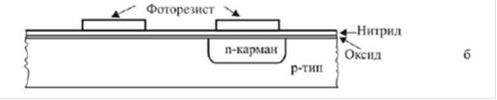 Фоторезист
Нитрид
n-карман
Оксид
р-тип
б